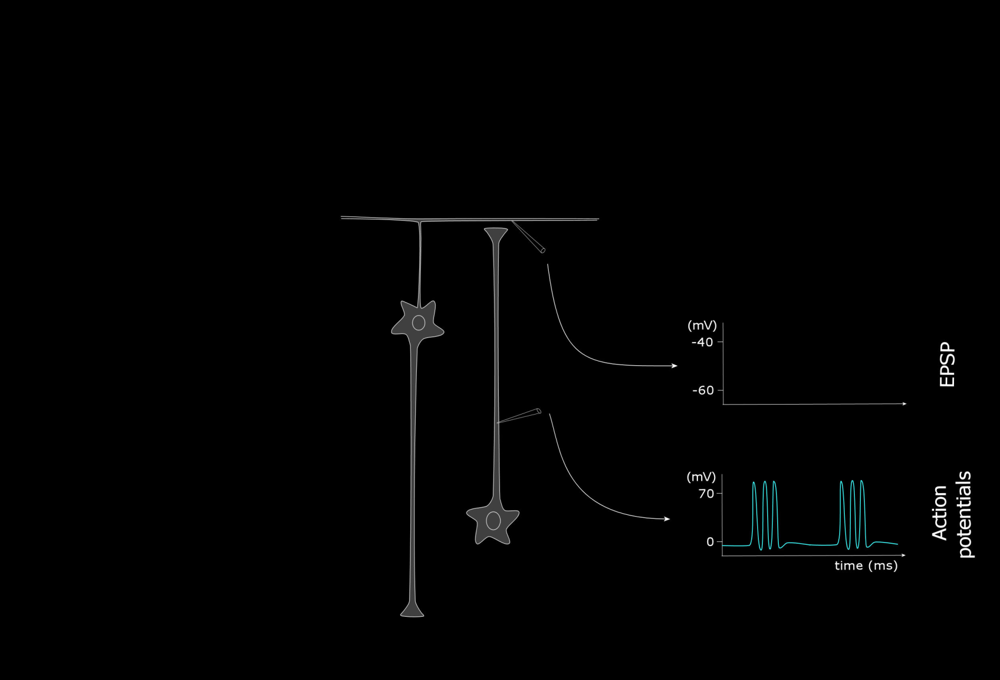 (mV)
-40
-60
EPSP
(mV)
70
0
time (ms)
Action
potentials